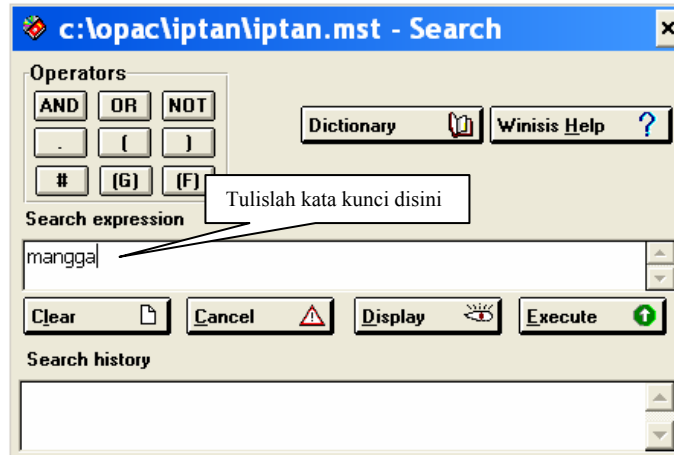 c:\opac\iptan\iptan.mst - Search
Operators
AND OR NOT
. ( )
# (G) (F)
Dictionary Winisis Help ?
Tulislah kata kunci disini
Search expression
mangga
Clear Cancel Display Execute
Search history